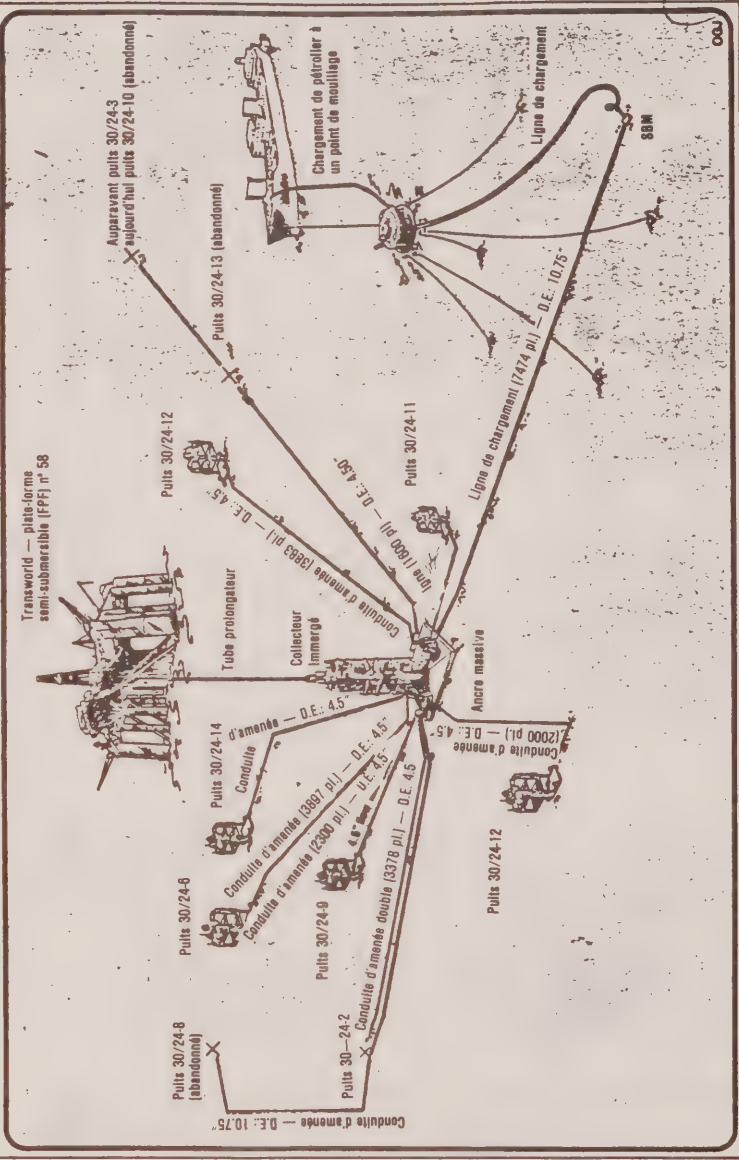 Transworld — plate-forme
semi-submersible (FPF) n° 58
Auparavant puits 30/24-3
aujourd'hui puits 30/24-10 (abandonné)
Puits 30/24-13 (abandonné)
Chargement de pétrolier à
un point de mouillage
Ligne de chargement
SBM
Puits 30/24-12
Conduite d'amenée (3883 pi.) — D.E.: 4.5"
(1600 pi) — D.E.: 4.50"
Puits 30/24-11
Ligne de chargement (7474 pi.) — D.E.: 10.75"
Tube prolongateur
Collecteur
immergé
Ancre massive
Puits 30/24-14
Conduite
d'amenée — D.E.: 4.5"
Puits 30/24-6
Conduite d'amenée (3897 pi.) — D.E.: 4.5"
Conduite d'amenée (2300 pi.) — D.E. 4.5"
Puits 30/24-9
4.5"
Puits 30/24-8
(abandonné)
Conduite d'amenée — D.E.: 10.75"
Puits 30—24-2
Conduite d'amenée double (3378 pi.) — D.E. 4.5
Conduite d'amenée
(2000 pi.) — D.E.: 4.5"
Puits 30/24-12
OGJ